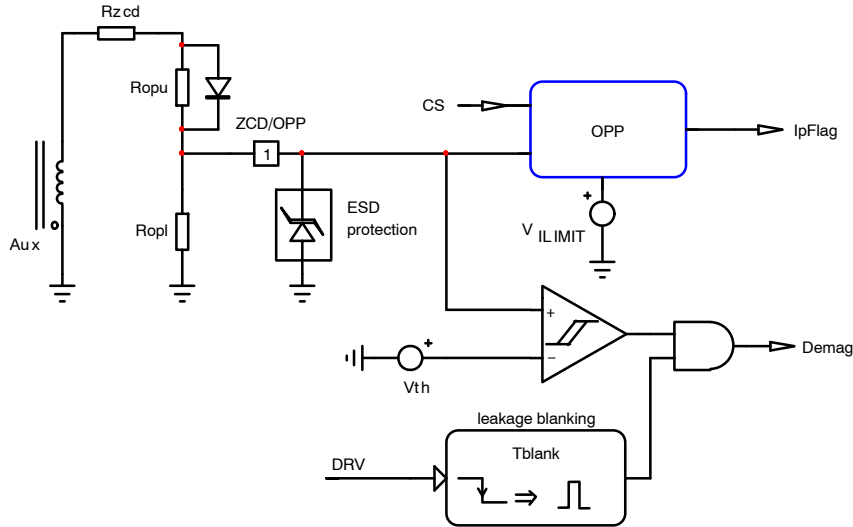 Rzcd
Ropu
ZCD/OPP
1
CS
OPP
IpFlag
+
V ILIMIT
ESD
protection
Ropl
Aux
+
−
+
Vth
Demag
leakage blanking
Tblank
DRV
⇒